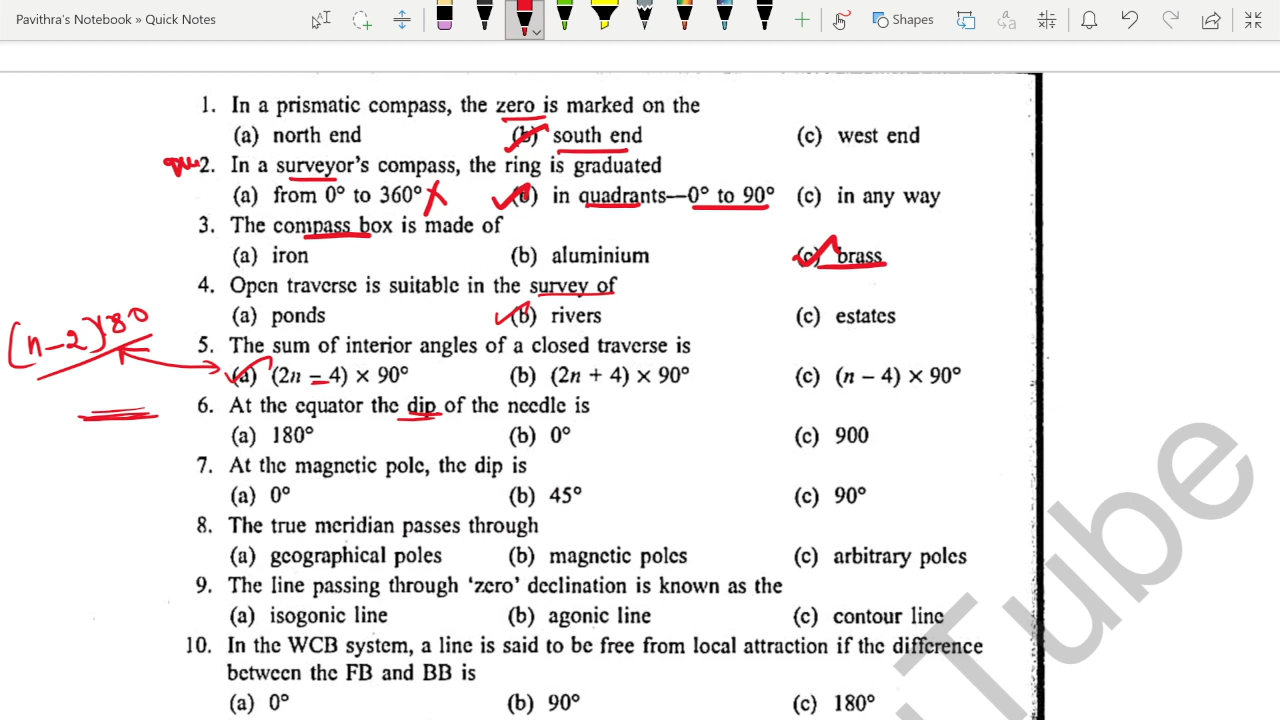 Pavithra's Notebook » Quick Notes
Shapes
1. In a prismatic compass, the zero is marked on the
(a) north end (b) south end (c) west end
2. In a surveyor's compass, the ring is graduated
(a) from 0° to 360° (b) in quadrants—0° to 90° (c) in any way
3. The compass box is made of
(a) iron (b) aluminium (c) brass
4. Open traverse is suitable in the survey of
(a) ponds (b) rivers (c) estates
(n-2)180
5. The sum of interior angles of a closed traverse is
(a) (2n – 4) × 90° (b) (2n + 4) × 90° (c) (n – 4) × 90°
6. At the equator the dip of the needle is
(a) 180° (b) 0° (c) 900
7. At the magnetic pole, the dip is
(a) 0° (b) 45° (c) 90°
8. The true meridian passes through
(a) geographical poles (b) magnetic poles (c) arbitrary poles
9. The line passing through 'zero' declination is known as the
(a) isogonic line (b) agonic line (c) contour line
10. In the WCB system, a line is said to be free from local attraction if the difference
between the FB and BB is
(a) 0° (b) 90° (c) 180°
Tube